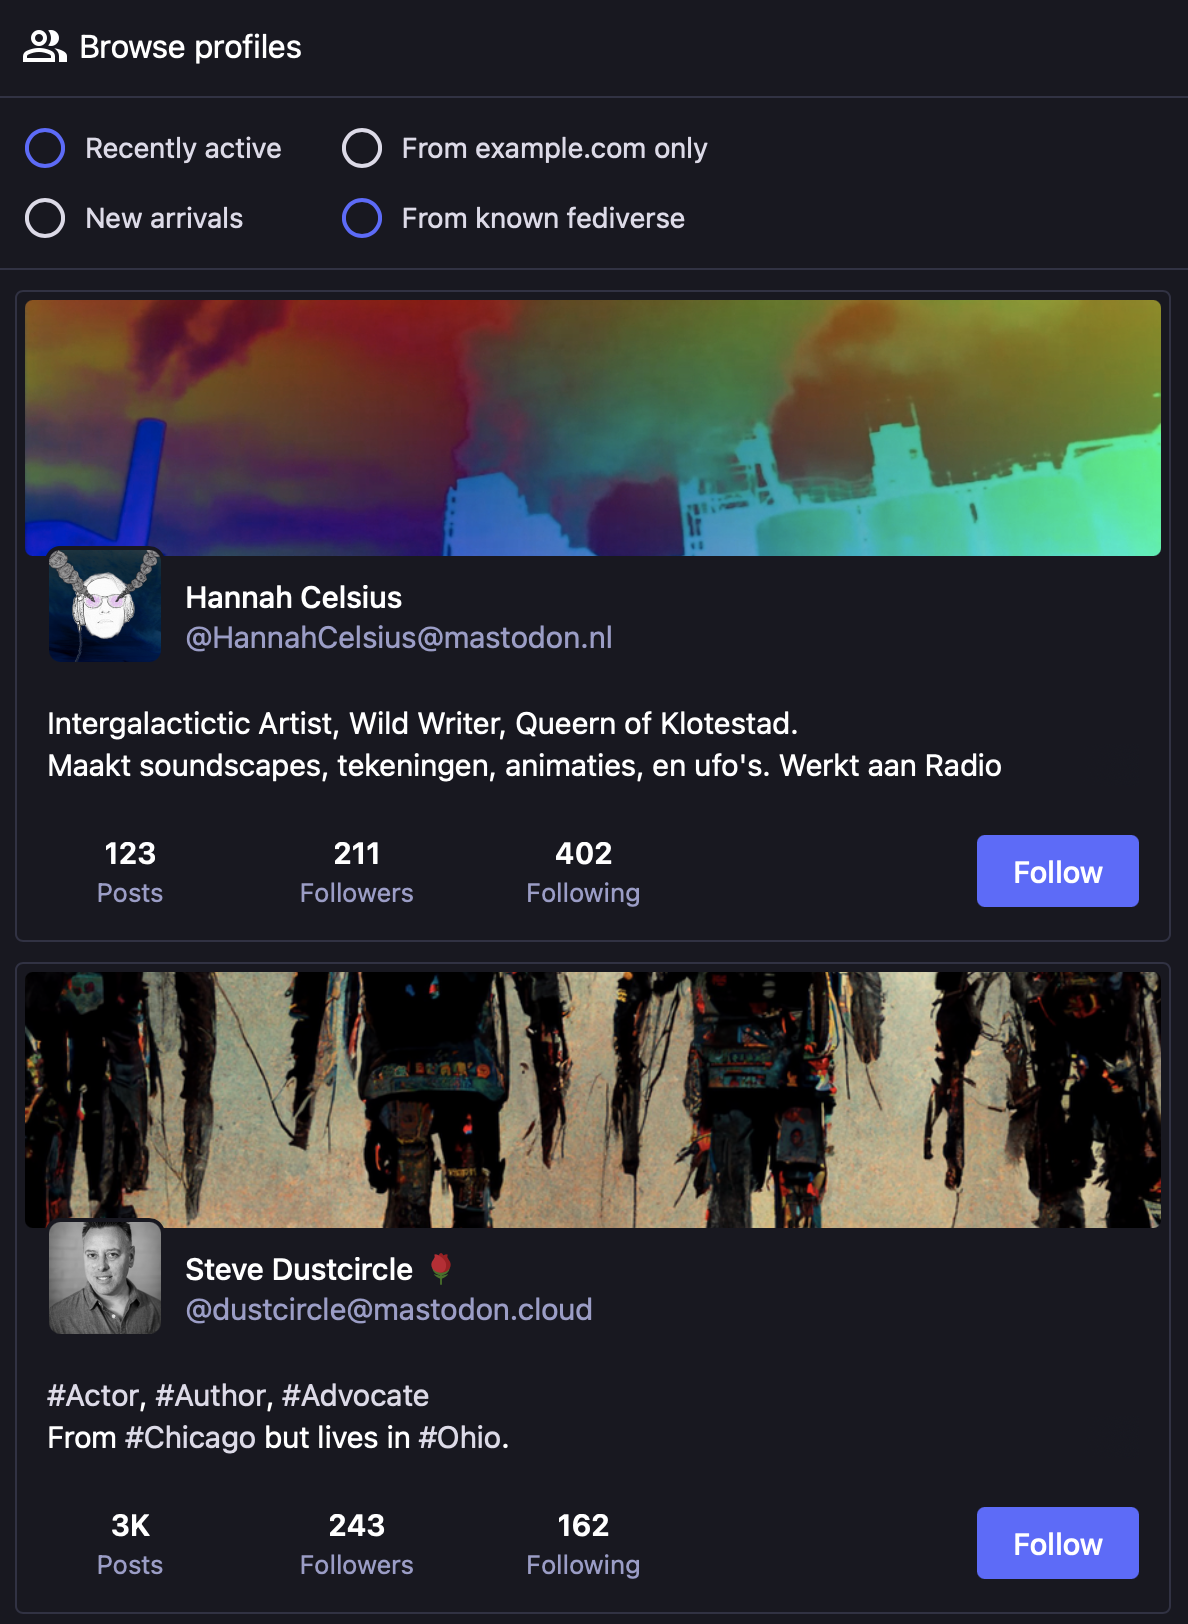 Browse profiles
Recently active
From example.com only
New arrivals
From known fediverse
Hannah Celsius
@HannahCelsius@mastodon.nl
Intergalactictic Artist, Wild Writer, Queern of Klotestad.
Maakt soundscapes, tekeningen, animaties, en ufo's. Werkt aan Radio
123
211
402
Posts
Followers
Following
Follow
Steve Dustcircle 🌹
@dustcircle@mastodon.cloud
#Actor, #Author, #Advocate
From #Chicago but lives in #Ohio.
3K
243
162
Posts
Followers
Following
Follow